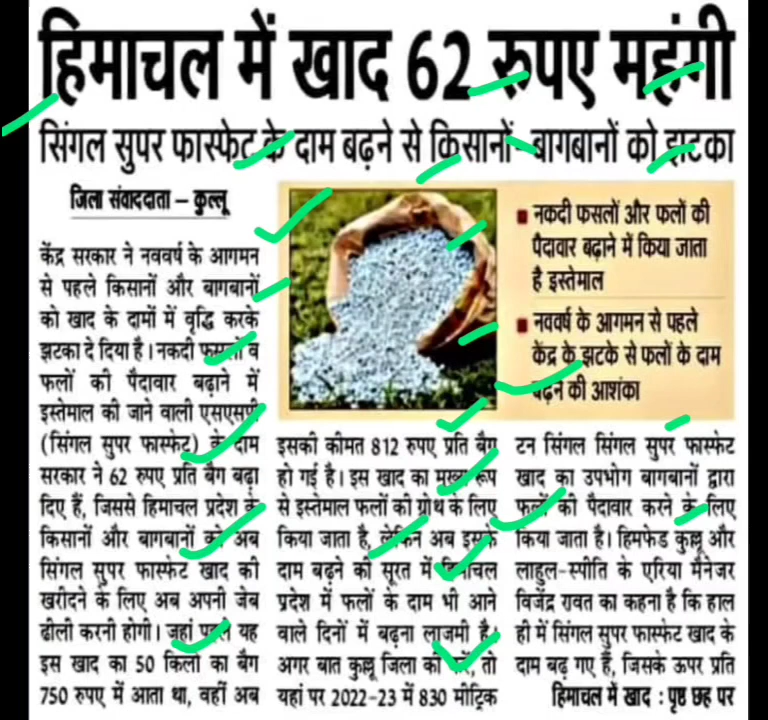 हिमाचल में खाद 62 रुपए महंगी
सिंगल सुपर फास्फेट के दाम बढ़ने से किसानों-बागबानों को झटका
जिला संवाददाता – कुल्लू
केंद्र सरकार ने नववर्ष के आगमन
से पहले किसानों और बागबानों
को खाद के दामों में वृद्धि करके
झटका दे दिया है। नकदी फसलों व
फलों की पैदावार बढ़ाने में
इस्तेमाल की जाने वाली एसएसपी
(सिंगल सुपर फास्फेट) के दाम
सरकार ने 62 रुपए प्रति बैग बढ़ा
दिए हैं, जिससे हिमाचल प्रदेश के
किसानों और बागबानों को अब
सिंगल सुपर फास्फेट खाद की
खरीदने के लिए अब अपनी जेब
ढीली करनी होगी। जहां पहले यह
इस खाद का 50 किलो का बैग
750 रुपए में आता था, वहीं अब
नकदी फसलों और फलों की
पैदावार बढ़ाने में किया जाता
है इस्तेमाल
नववर्ष के आगमन से पहले
केंद्र के झटके से फलों के दाम
बढ़ने की आशंका
इसकी कीमत 812 रुपए प्रति बैग
हो गई है। इस खाद का मुख्य रूप
से इस्तेमाल फलों की ग्रोथ के लिए
किया जाता है, लेकिन अब इसके
दाम बढ़ने की सूरत में हिमाचल
प्रदेश में फलों के दाम भी आने
वाले दिनों में बढ़ना लाजमी है।
अगर बात कुल्लू जिला की करें, तो
यहां पर 2022-23 में 830 मीट्रिक
टन सिंगल सिंगल सुपर फास्फेट
खाद का उपभोग बागबानों द्वारा
फलों की पैदावार करने के लिए
किया जाता है। हिमफेड कुल्लू और
लाहुल-स्पीति के एरिया मैनेजर
विजेंद्र रावत का कहना है कि हाल
ही में सिंगल सुपर फास्फेट खाद के
दाम बढ़ गए हैं, जिसके ऊपर प्रति
हिमाचल में खाद : पृष्ठ छह पर